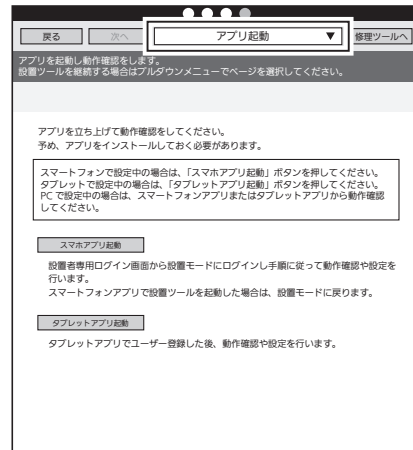 戻る
次へ
アプリ起動 ▼
修理ツールへ
アプリを起動し動作確認をします。
設置ツールを継続する場合はプルダウンメニューでページを選択してください。
アプリを立ち上げて動作確認をしてください。
予め、アプリをインストールしておく必要があります。
スマートフォンで設定中の場合は、「スマホアプリ起動」ボタンを押してください。
タブレットで設定中の場合は、「タブレットアプリ起動」ボタンを押してください。
PCで設定中の場合は、スマートフォンアプリまたはタブレットアプリから動作確認
してください。
スマホアプリ起動
設置者専用ログイン画面から設置モードにログインし手順に従って動作確認や設定を
行います。
スマートフォンアプリで設置ツールを起動した場合は、設置モードに戻ります。
タブレットアプリ起動
タブレットアプリでユーザー登録した後、動作確認や設定を行います。